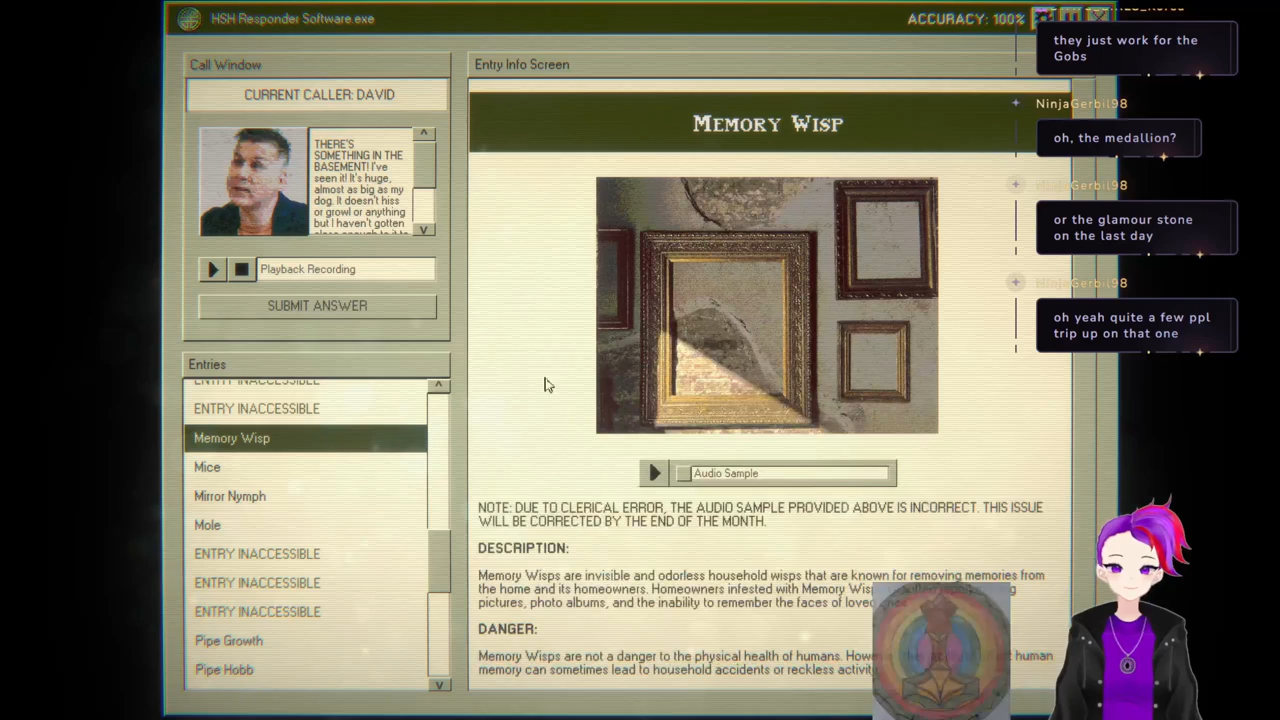 HSH Responder Software.exe
ACCURACY: 100%
Call Window
CURRENT CALLER: DAVID
THERE'S
SOMETHING IN THE
BASEMENT! I've
seen it! It's huge,
almost as big as my
dog. It doesn't hiss
or growl or anything
but I haven't gotten
Playback Recording
SUBMIT ANSWER
Entries
ENTRY INACCESSIBLE
ENTRY INACCESSIBLE
Memory Wisp
Mice
Mirror Nymph
Mole
ENTRY INACCESSIBLE
ENTRY INACCESSIBLE
ENTRY INACCESSIBLE
Pipe Growth
Pipe Hobb
Entry Info Screen
MEMORY WISP
Audio Sample
NOTE: DUE TO CLERICAL ERROR, THE AUDIO SAMPLE PROVIDED ABOVE IS INCORRECT. THIS ISSUE
WILL BE CORRECTED BY THE END OF THE MONTH.
DESCRIPTION:
Memory Wisps are invisible and odorless household wisps that are known for removing memories from
the home and its homeowners. Homeowners infested with Memory
pictures, photo albums, and the inability to remember the faces of loved
DANGER:
Memory Wisps are not a danger to the physical health of humans. human
memory can sometimes lead to household accidents or reckless activity
they just work for the
Gobs
NinjaGerbil98
oh, the medallion?
NinjaGerbil98
or the glamour stone
on the last day
NinjaGerbil98
oh yeah quite a few ppl
trip up on that one